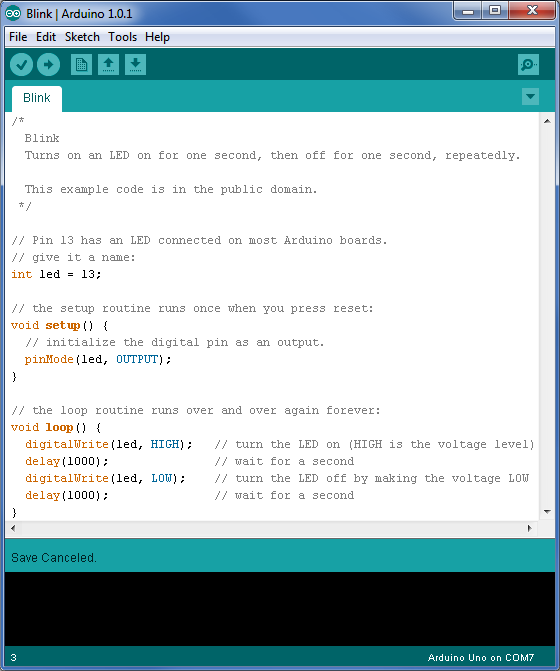 Blink | Arduino 1.0.1
File Edit Sketch Tools Help
Blink
/*
  Blink
  Turns on an LED on for one second, then off for one second, repeatedly.

  This example code is in the public domain.
 */

// Pin 13 has an LED connected on most Arduino boards.
// give it a name:
int led = 13;

// the setup routine runs once when you press reset:
void setup() {
  // initialize the digital pin as an output.
  pinMode(led, OUTPUT);
}

// the loop routine runs over and over again forever:
void loop() {
  digitalWrite(led, HIGH);   // turn the LED on (HIGH is the voltage level)
  delay(1000);               // wait for a second
  digitalWrite(led, LOW);    // turn the LED off by making the voltage LOW
  delay(1000);               // wait for a second
}
Save Canceled.
3 Arduino Uno on COM7